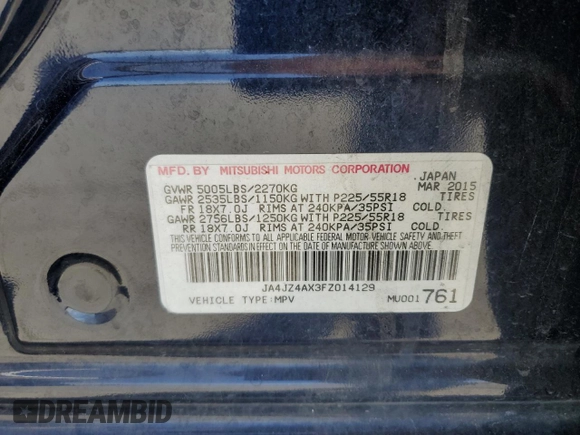 MFD. BY MITSUBISHI MOTORS CORPORATION
JAPAN
GVWR 5005LBS/2270KG MAR 2015
GAWR 2535LBS/1150KG WITH P225/55R18 TIRES
FR 18X7.0J RIMS AT 240KPA/35PSI COLD.
GAWR 2756LBS/1250KG WITH P225/55R18 TIRES
RR 18X7.0J RIMS AT 240KPA/35PSI COLD.
THIS VEHICLE CONFORMS TO ALL APPLICABLE FEDERAL MOTOR-VEHICLE SAFETY AND THEFT
PREVENTION STANDARDS IN EFFECT ON THE DATE OF MANUFACTURE SHOWN ABOVE.
JA4JZ4AX3FZ014129
VEHICLE TYPE:MPV MU001761
DREAMBID